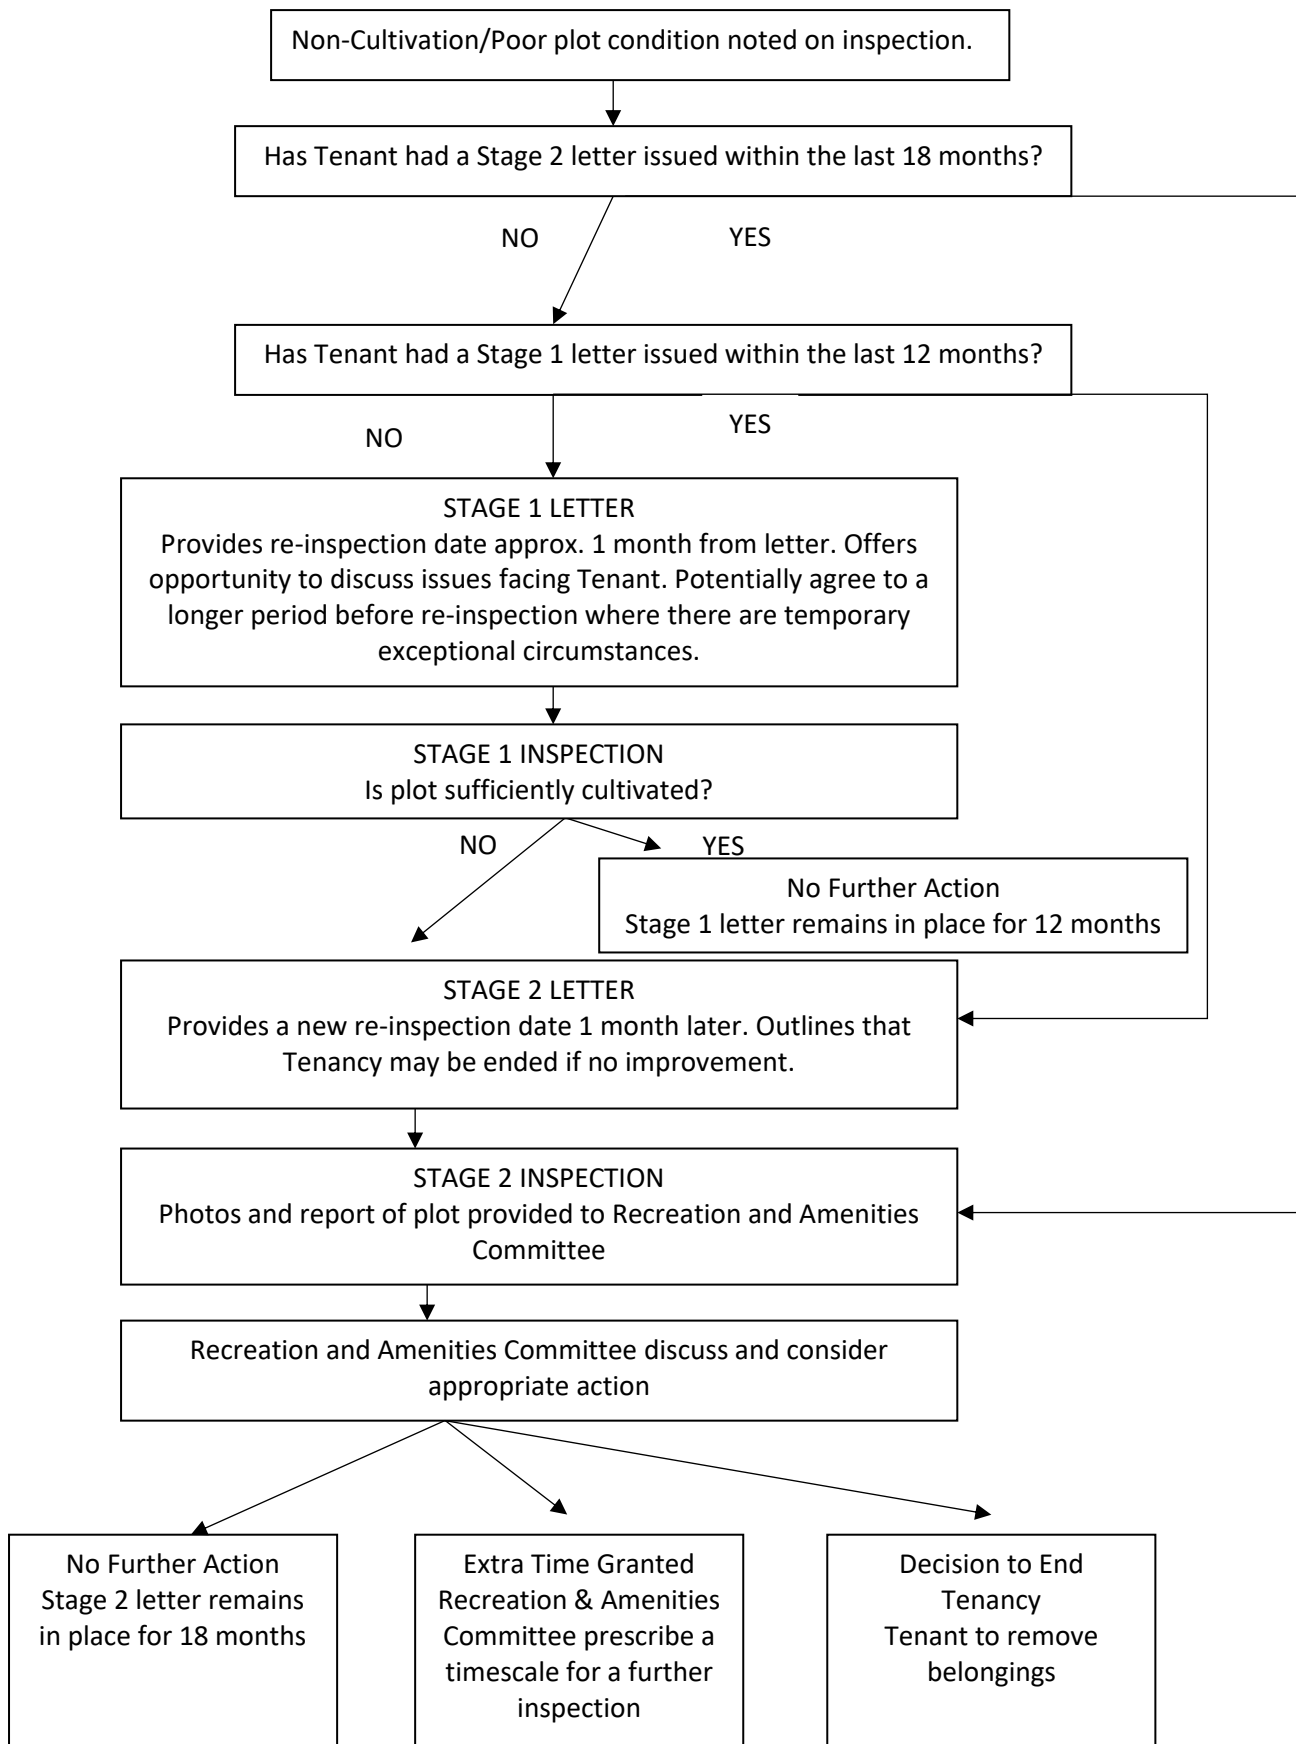 Non-Cultivation/Poor plot condition noted on inspection.
Has Tenant had a Stage 2 letter issued within the last 18 months?
NO
YES
Has Tenant had a Stage 1 letter issued within the last 12 months?
NO
YES
STAGE 1 LETTER
Provides re-inspection date approx. 1 month from letter. Offers
opportunity to discuss issues facing Tenant. Potentially agree to a
longer period before re-inspection where there are temporary
exceptional circumstances.
STAGE 1 INSPECTION
Is plot sufficiently cultivated?
NO
YES
No Further Action
Stage 1 letter remains in place for 12 months
STAGE 2 LETTER
Provides a new re-inspection date 1 month later. Outlines that
Tenancy may be ended if no improvement.
STAGE 2 INSPECTION
Photos and report of plot provided to Recreation and Amenities
Committee
Recreation and Amenities Committee discuss and consider
appropriate action
No Further Action
Stage 2 letter remains
in place for 18 months
Extra Time Granted
Recreation & Amenities
Committee prescribe a
timescale for a further
inspection
Decision to End
Tenancy
Tenant to remove
belongings